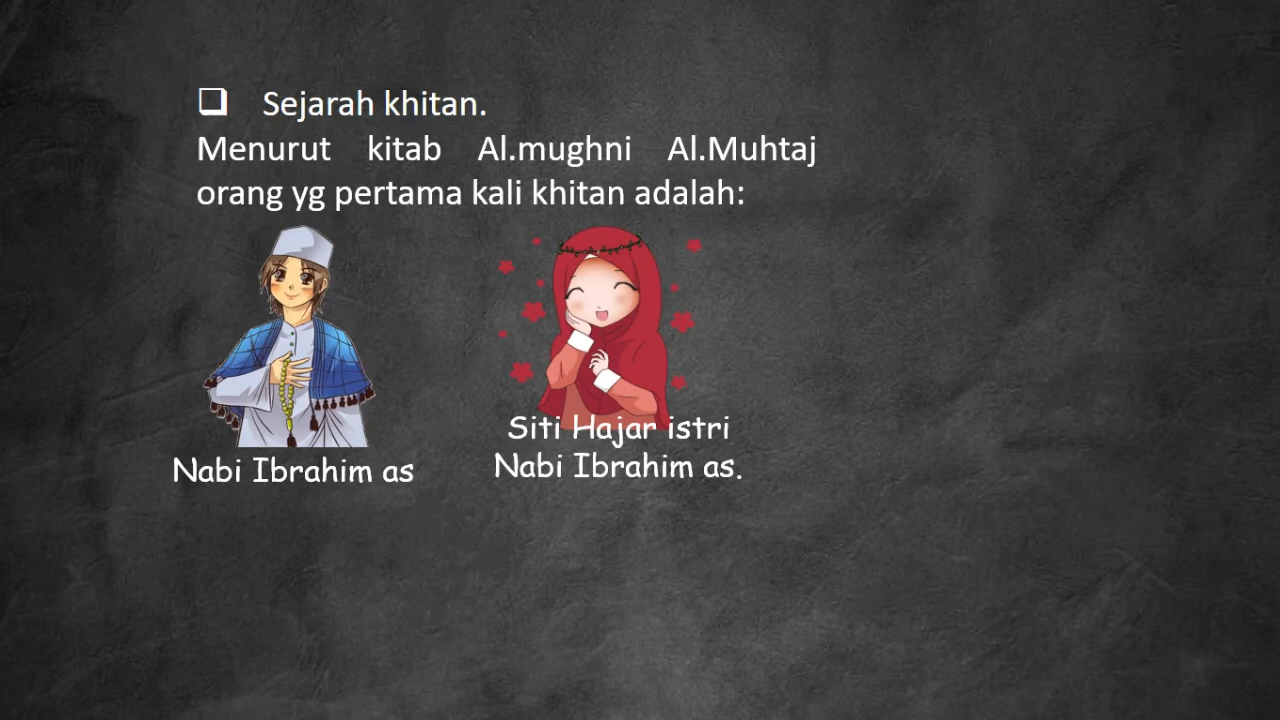 Sejarah khitan.
Menurut kitab Al.mughni Al.Muhtaj
orang yg pertama kali khitan adalah:
Nabi Ibrahim as
Siti Hajar istri
Nabi Ibrahim as.